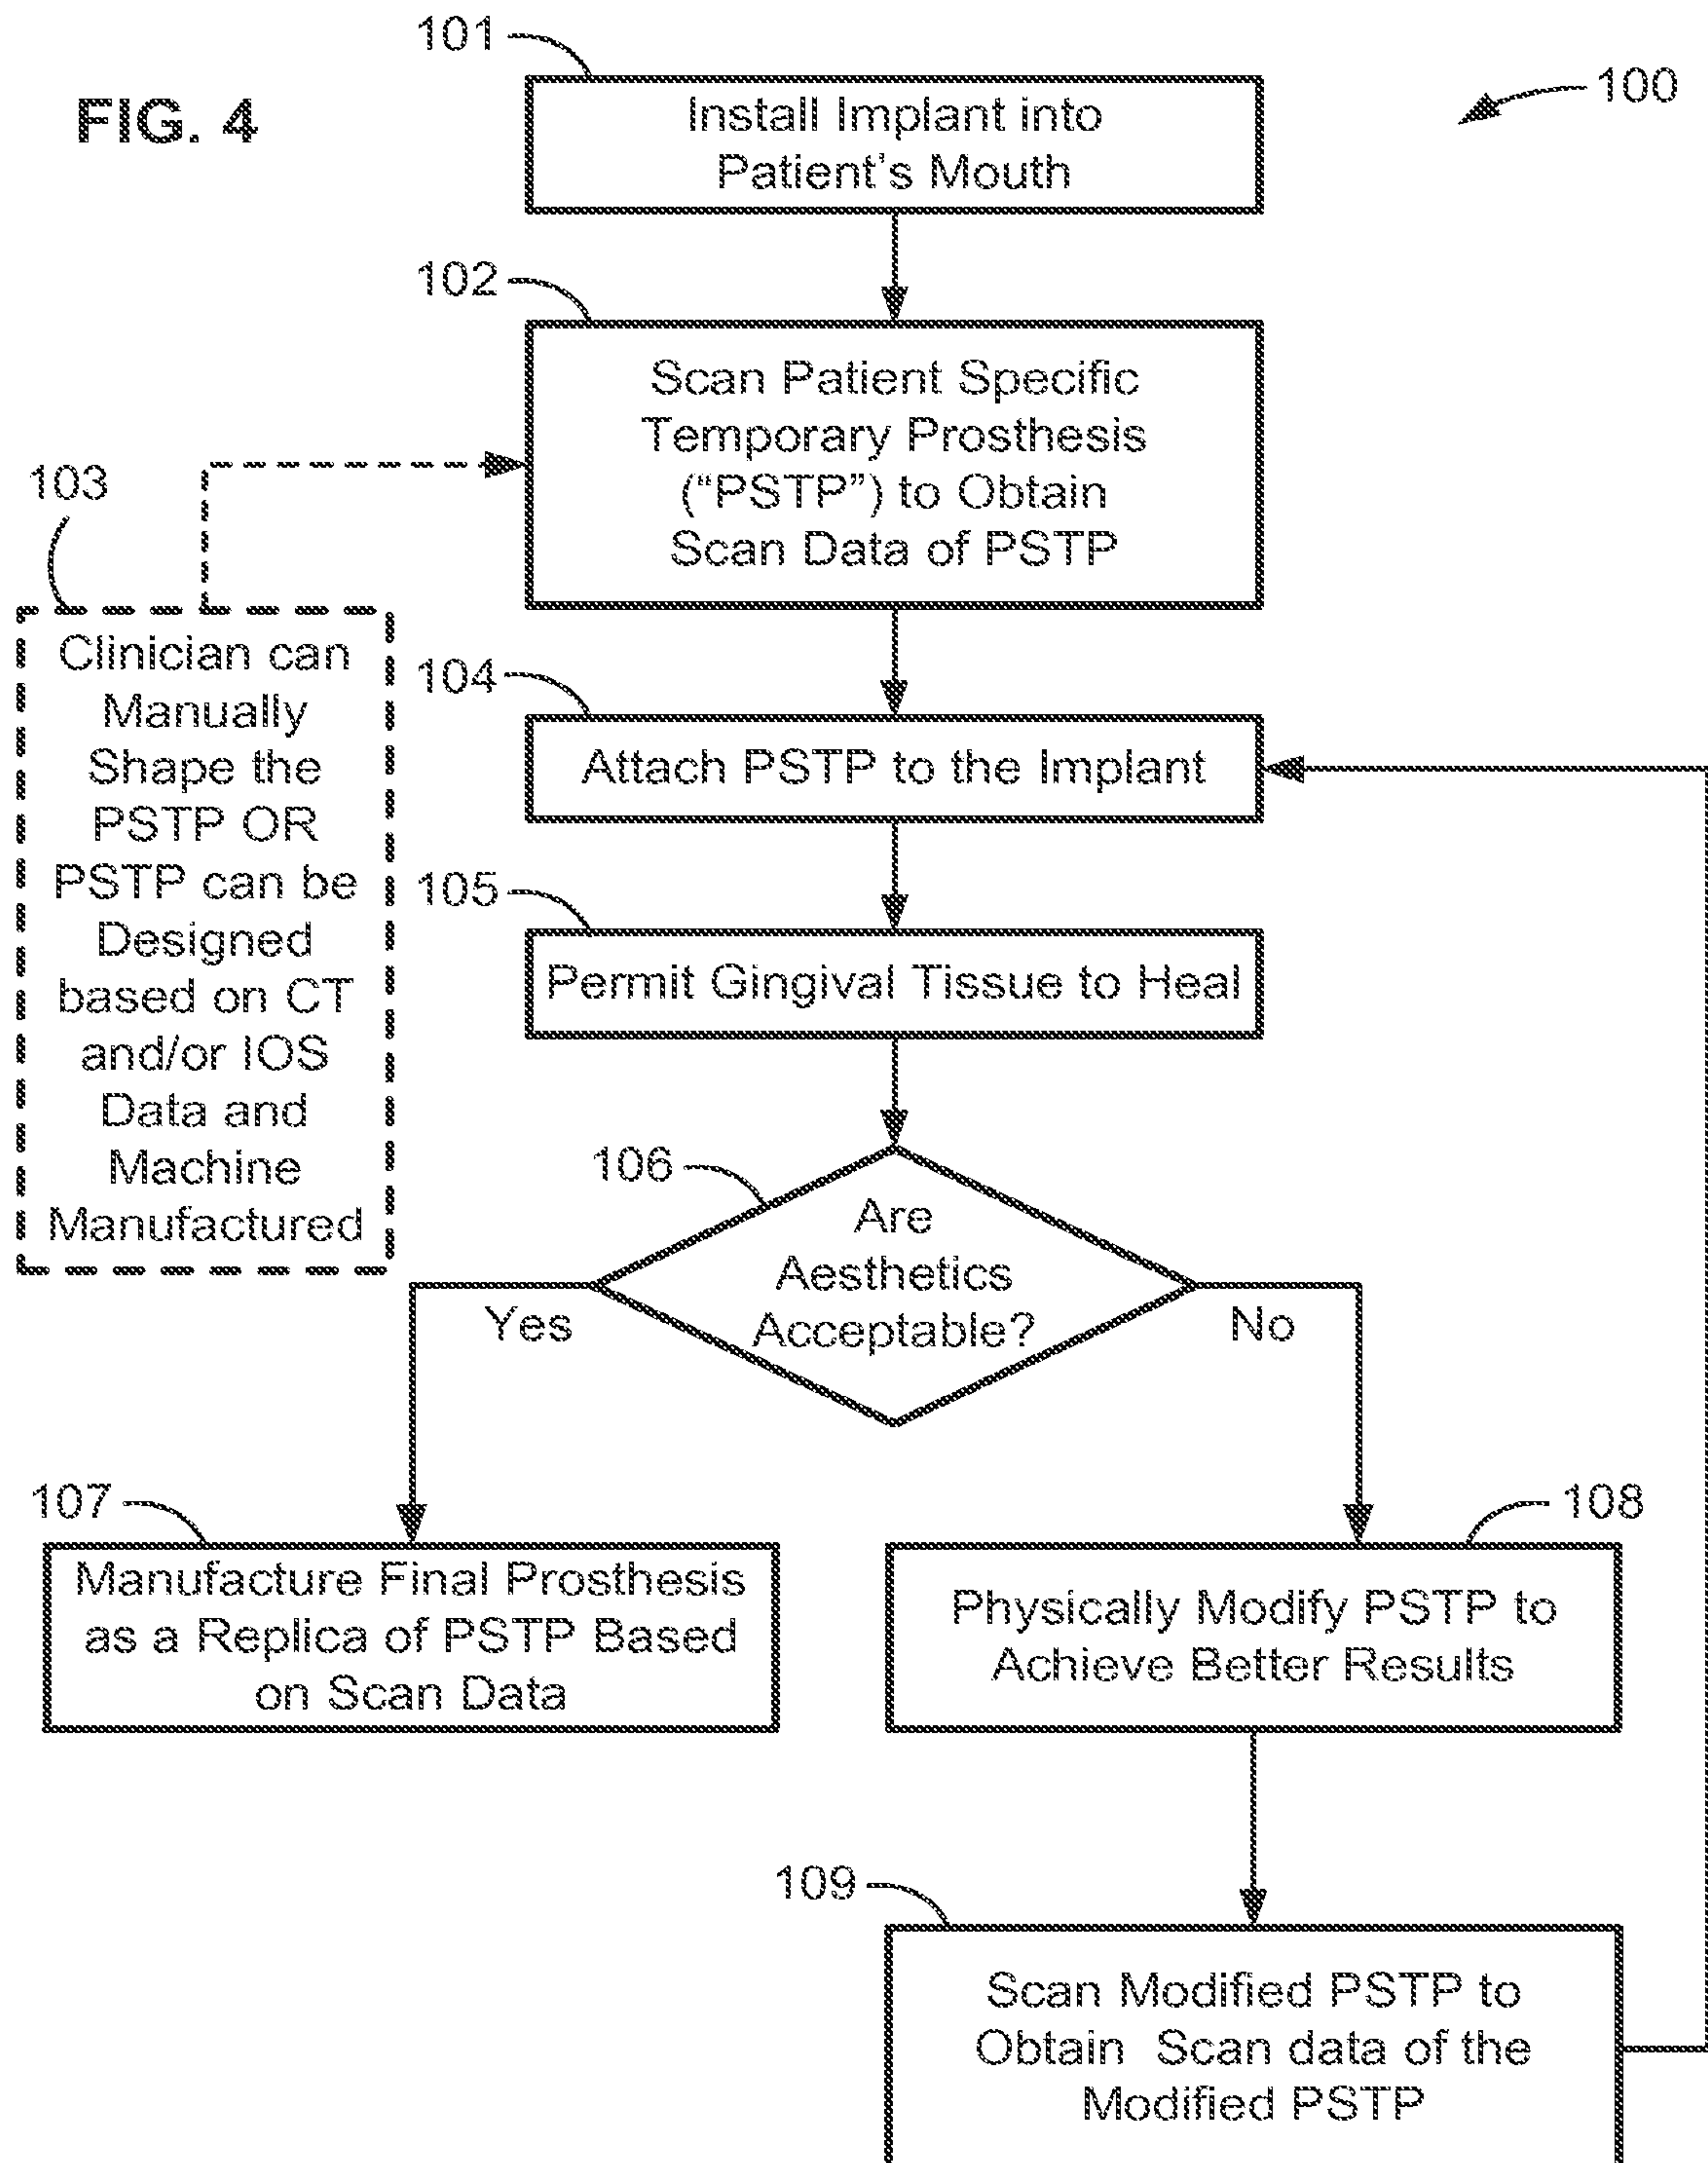 FIG. 4
100
101
Install Implant into
Patient's Mouth
102
Scan Patient Specific
Temporary Prosthesis
(“PSTP”) to Obtain
Scan Data of PSTP
103
Clinician can
Manually
Shape the
PSTP OR
PSTP can be
Designed
based on CT
and/or IOS
Data and
Machine
Manufactured
104
Attach PSTP to the Implant
105
Permit Gingival Tissue to Heal
106
Are
Aesthetics
Acceptable?
Yes
No
107
Manufacture Final Prosthesis
as a Replica of PSTP Based
on Scan Data
108
Physically Modify PSTP to
Achieve Better Results
109
Scan Modified PSTP to
Obtain Scan data of the
Modified PSTP